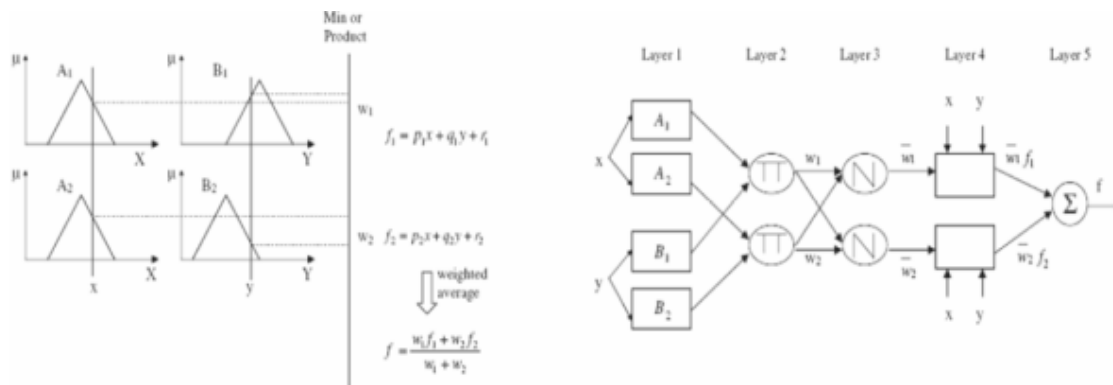 Min or
Product
μ
A₁
X
μ
B₁
Y
w₁
f₁ = p₁x + q₁y + r₁
μ
A₂
X
x
B₂
Y
y
w₂
f₂ = p₂x + q₂y + r₂
weighted
average
f = (w₁f₁ + w₂f₂) / (w₁ + w₂)
Layer 1
Layer 2
Layer 3
Layer 4
Layer 5
x
y
A₁
A₂
B₁
B₂
x
y
Π
Π
w₁
w₂
N
N
w̅₁
w̅₂
w̅₁ f₁
w̅₂ f₂
x
y
Σ
f